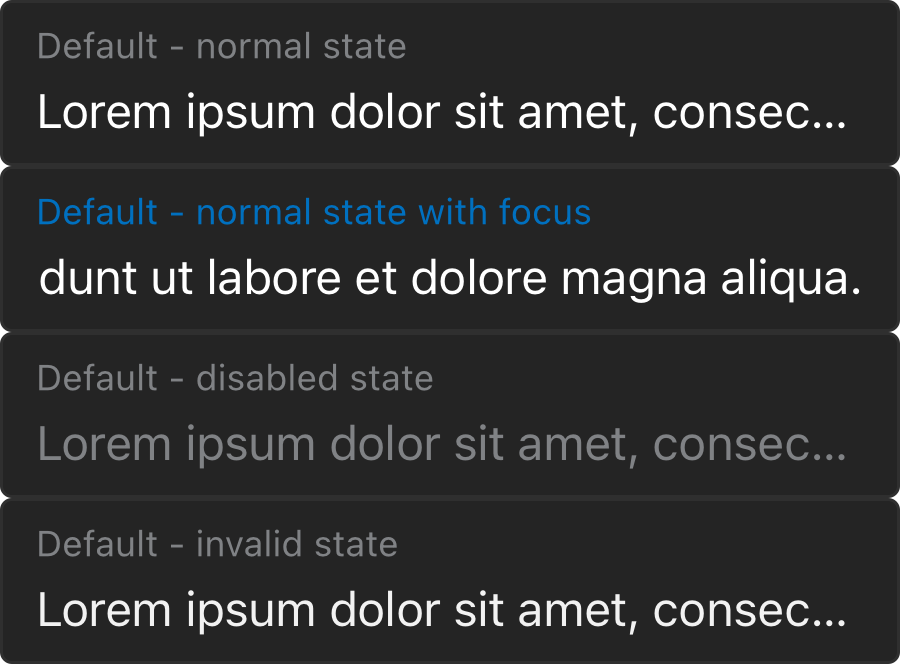 Default - normal state
Lorem ipsum dolor sit amet, consec...
Default - normal state with focus
dunt ut labore et dolore magna aliqua.
Default - disabled state
Lorem ipsum dolor sit amet, consec...
Default - invalid state
Lorem ipsum dolor sit amet, consec...